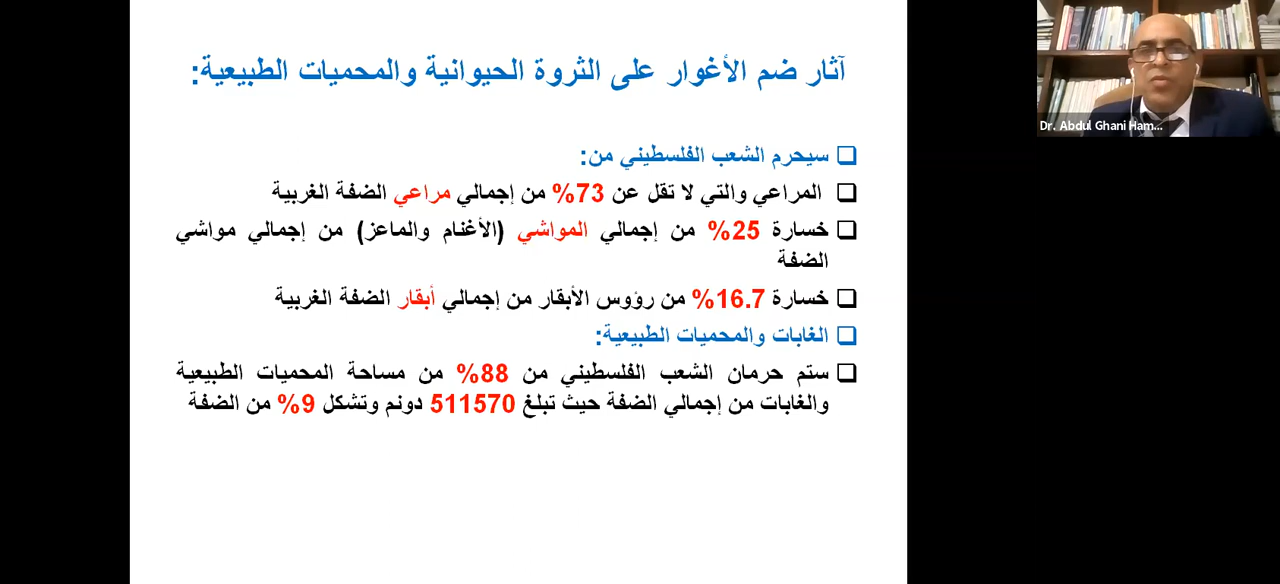 آثار ضم الأغوار على الثروة الحيوانية والمحميات الطبيعية:
سيحرم الشعب الفلسطيني من:
المراعي والتي لا تقل عن 73% من إجمالي مراعي الضفة الغربية
خسارة 25% من إجمالي المواشي (الأغنام والماعز) من إجمالي مواشي
الضفة
خسارة 16.7% من رؤوس الأبقار من إجمالي أبقار الضفة الغربية
الغابات والمحميات الطبيعية:
ستم حرمان الشعب الفلسطيني من 88% من مساحة المحميات الطبيعية
والغابات من إجمالي الضفة حيث تبلغ 511570 دونم وتشكل 9% من الضفة
Dr. Abdul Ghani Ham...